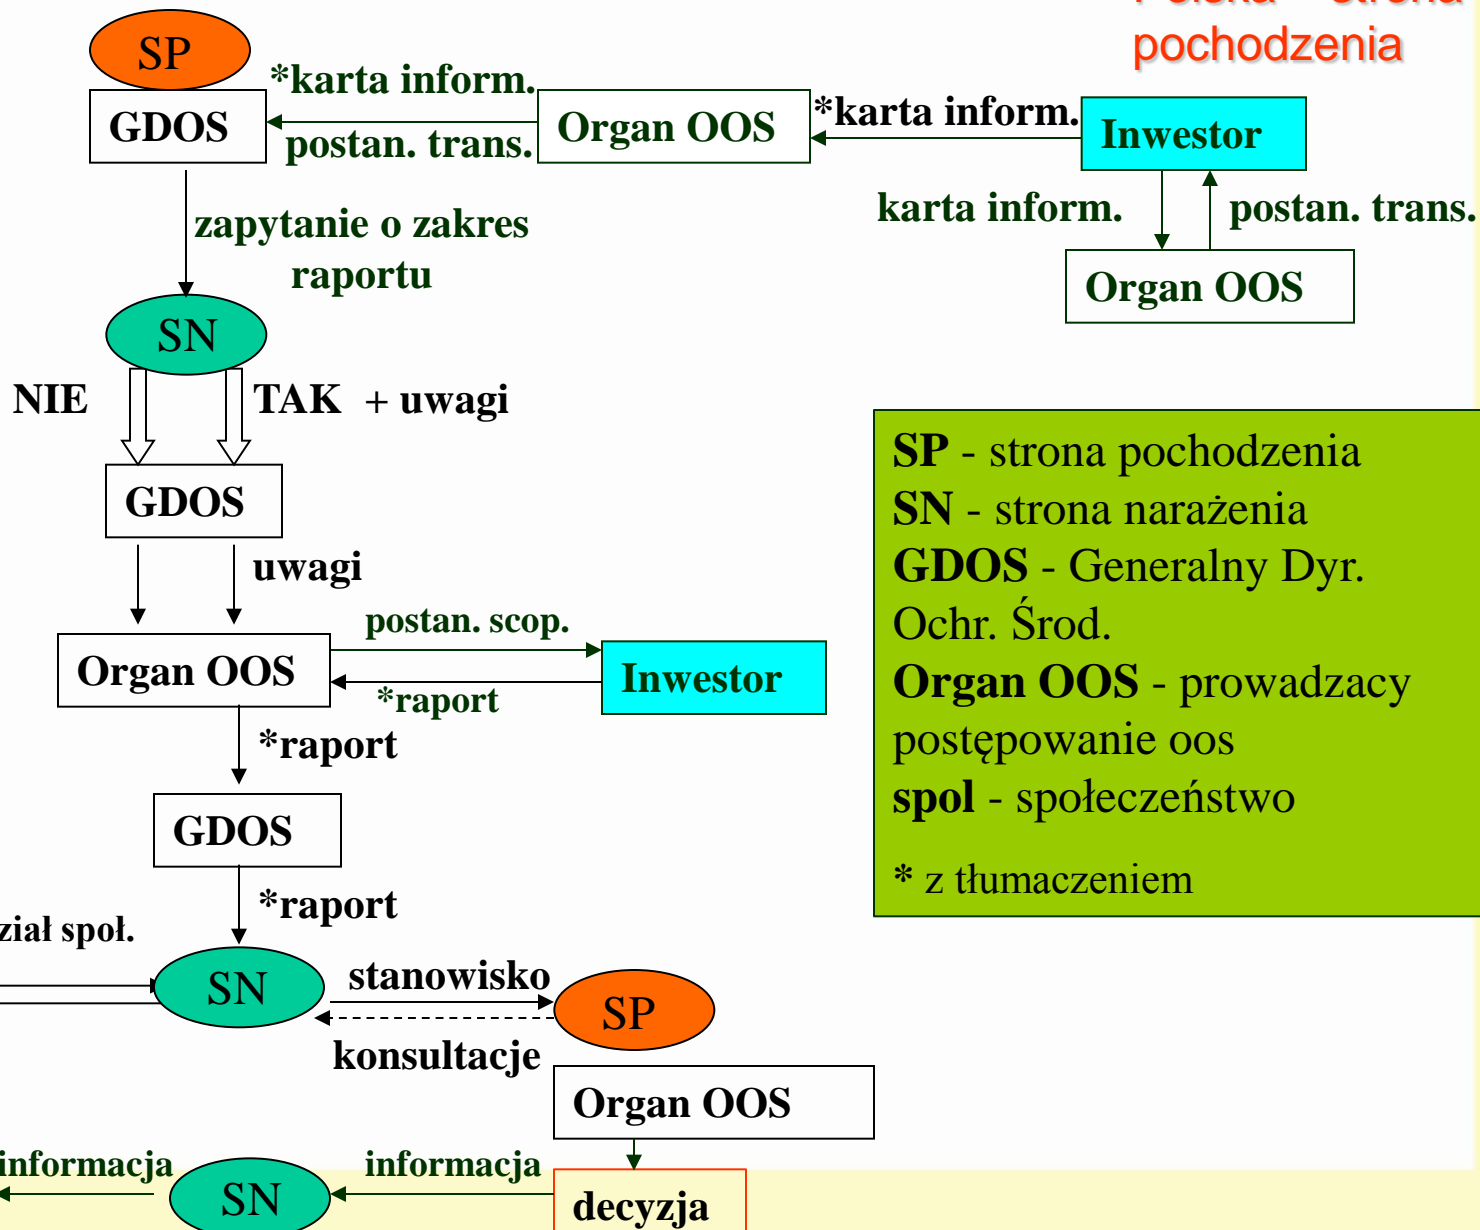 pochodzenia
SP
*karta inform.
GDOS
postan. trans.
Organ OOS
*karta inform.
Inwestor
karta inform.
postan. trans.
Organ OOS
zapytanie o zakres
raportu
SN
NIE
TAK + uwagi
GDOS
uwagi
postan. scop.
Organ OOS
Inwestor
*raport
*raport
GDOS
*raport
SP - strona pochodzenia
SN - strona narażenia
GDOS - Generalny Dyr.
Ochr. Środ.
Organ OOS - prowadzacy
postępowanie oos
spol - społeczeństwo
* z tłumaczeniem
ział społ.
SN
stanowisko
SP
konsultacje
Organ OOS
informacja
SN
informacja
decyzja